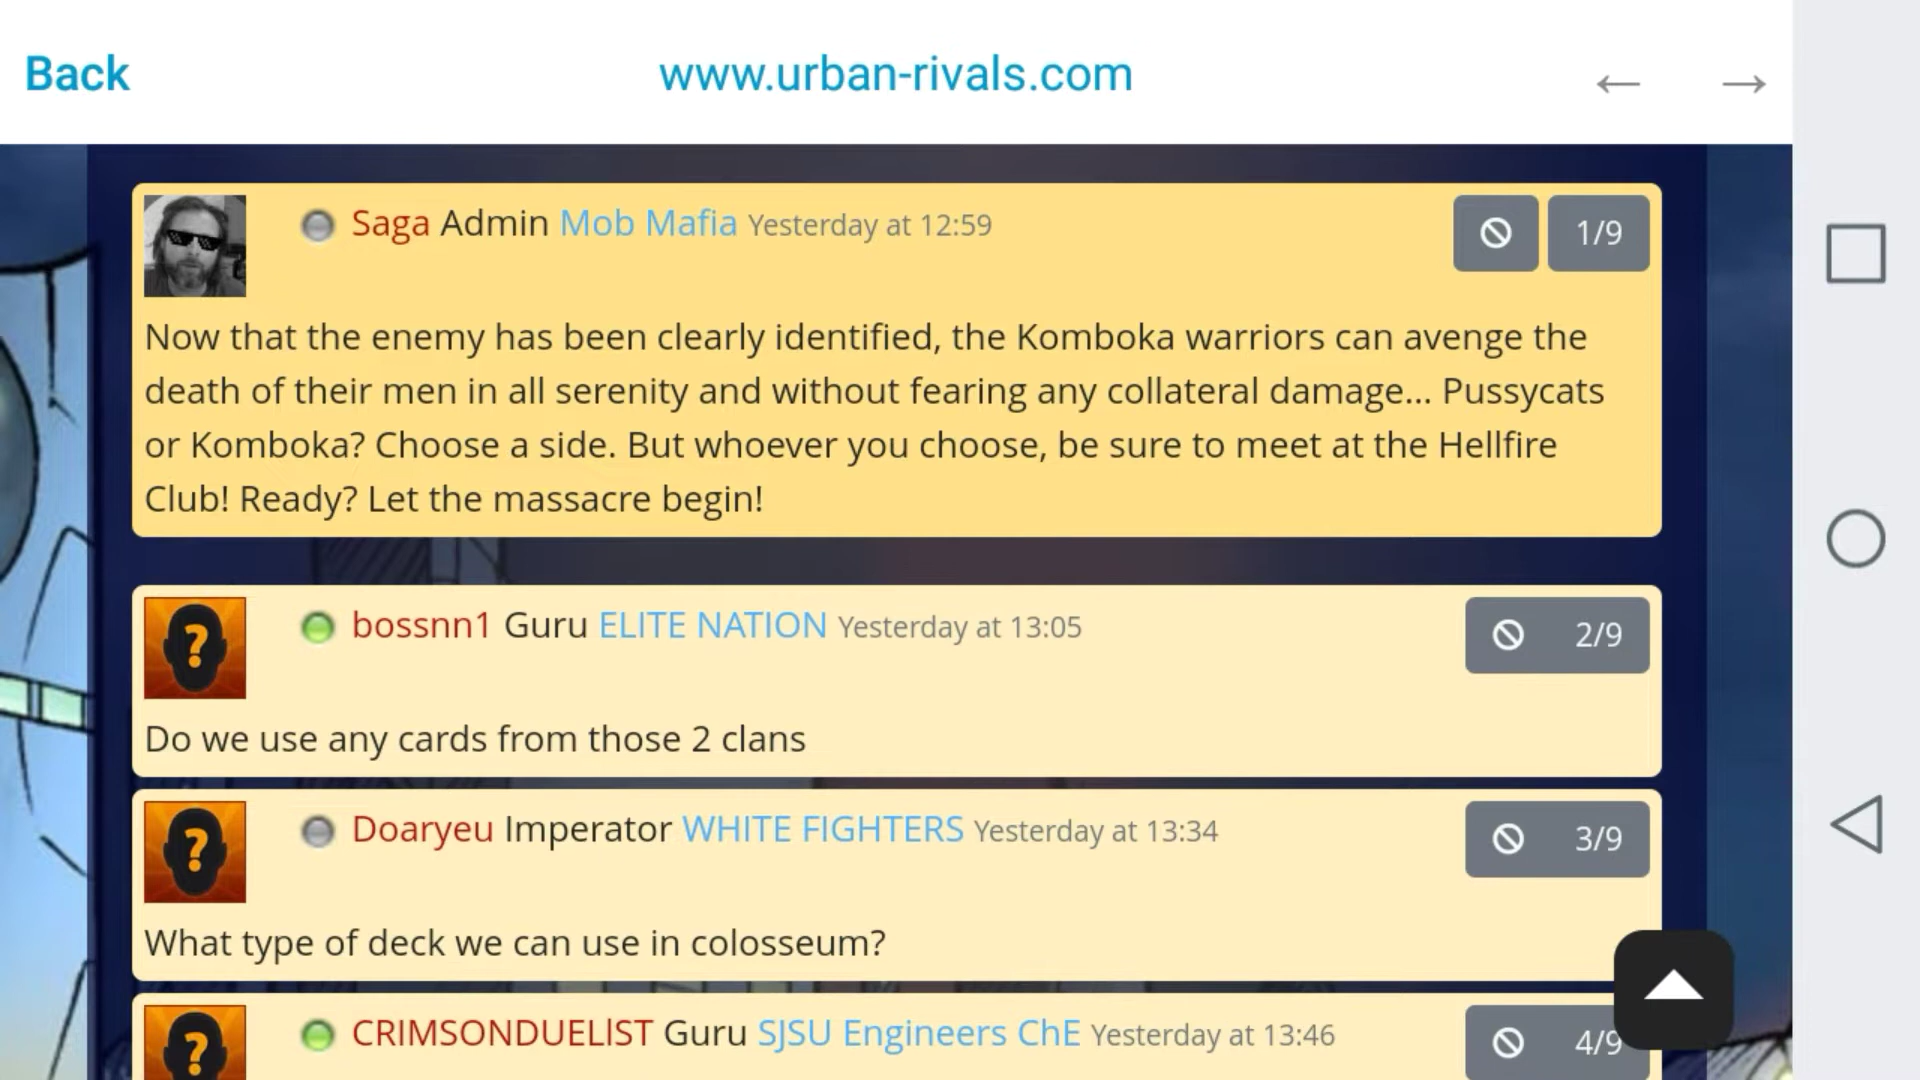 Back www.urban-rivals.com ← →
Saga Admin Mob Mafia Yesterday at 12:59 1/9
Now that the enemy has been clearly identified, the Komboka warriors can avenge the
death of their men in all serenity and without fearing any collateral damage... Pussycats
or Komboka? Choose a side. But whoever you choose, be sure to meet at the Hellfire
Club! Ready? Let the massacre begin!
? bossnn1 Guru ELITE NATION Yesterday at 13:05 2/9
Do we use any cards from those 2 clans
? Doaryeu Imperator WHITE FIGHTERS Yesterday at 13:34 3/9
What type of deck we can use in colosseum?
? CRIMSONDUELlST Guru SJSU Engineers ChE Yesterday at 13:46 4/9